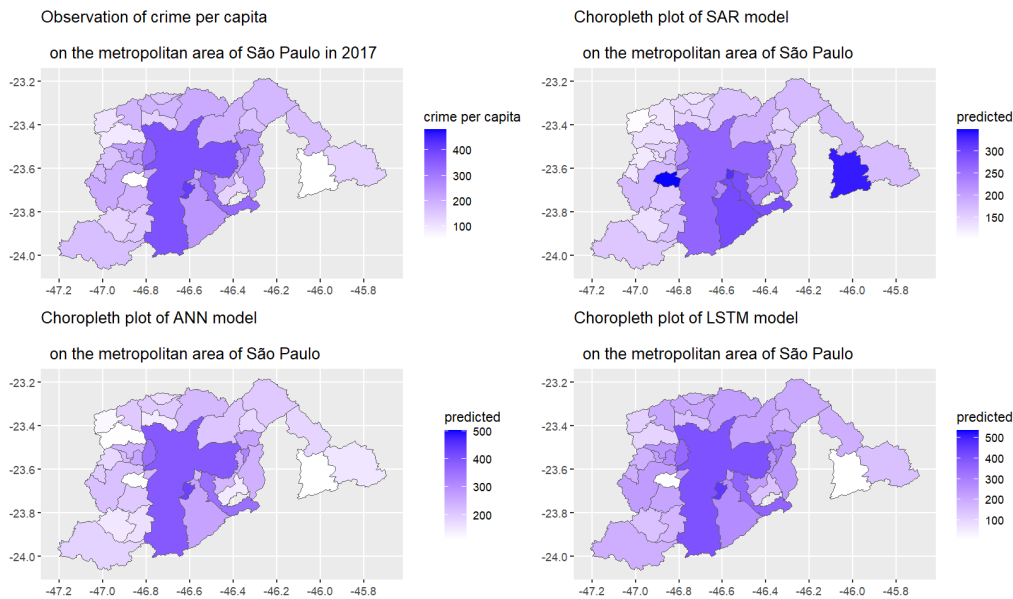 Observation of crime per capita
on the metropolitan area of São Paulo in 2017
-23.2
-23.4
-23.6
-23.8
-24.0
-47.2 -47.0 -46.8 -46.6 -46.4 -46.2 -46.0 -45.8
crime per capita
400
300
200
100
Choropleth plot of SAR model
on the metropolitan area of São Paulo
-23.2
-23.4
-23.6
-23.8
-24.0
-47.2 -47.0 -46.8 -46.6 -46.4 -46.2 -46.0 -45.8
predicted
300
250
200
150
Choropleth plot of ANN model
on the metropolitan area of São Paulo
-23.2
-23.4
-23.6
-23.8
-24.0
-47.2 -47.0 -46.8 -46.6 -46.4 -46.2 -46.0 -45.8
predicted
500
400
300
200
Choropleth plot of LSTM model
on the metropolitan area of São Paulo
-23.2
-23.4
-23.6
-23.8
-24.0
-47.2 -47.0 -46.8 -46.6 -46.4 -46.2 -46.0 -45.8
predicted
500
400
300
200
100